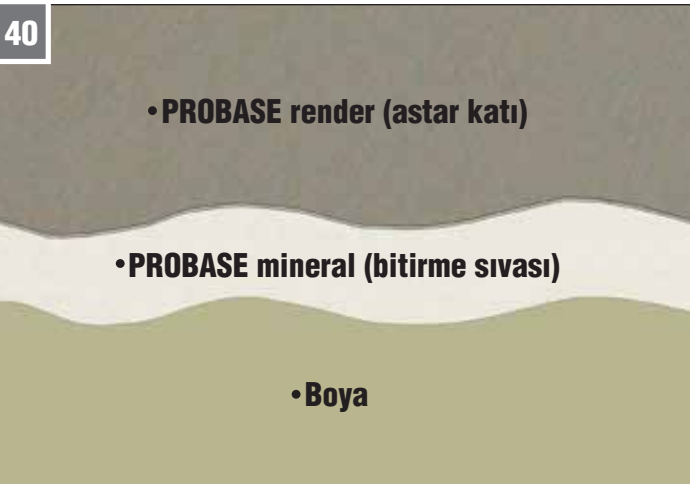 40
•PROBASE render (astar katı)
•PROBASE mineral (bitirme sıvası)
•Boya